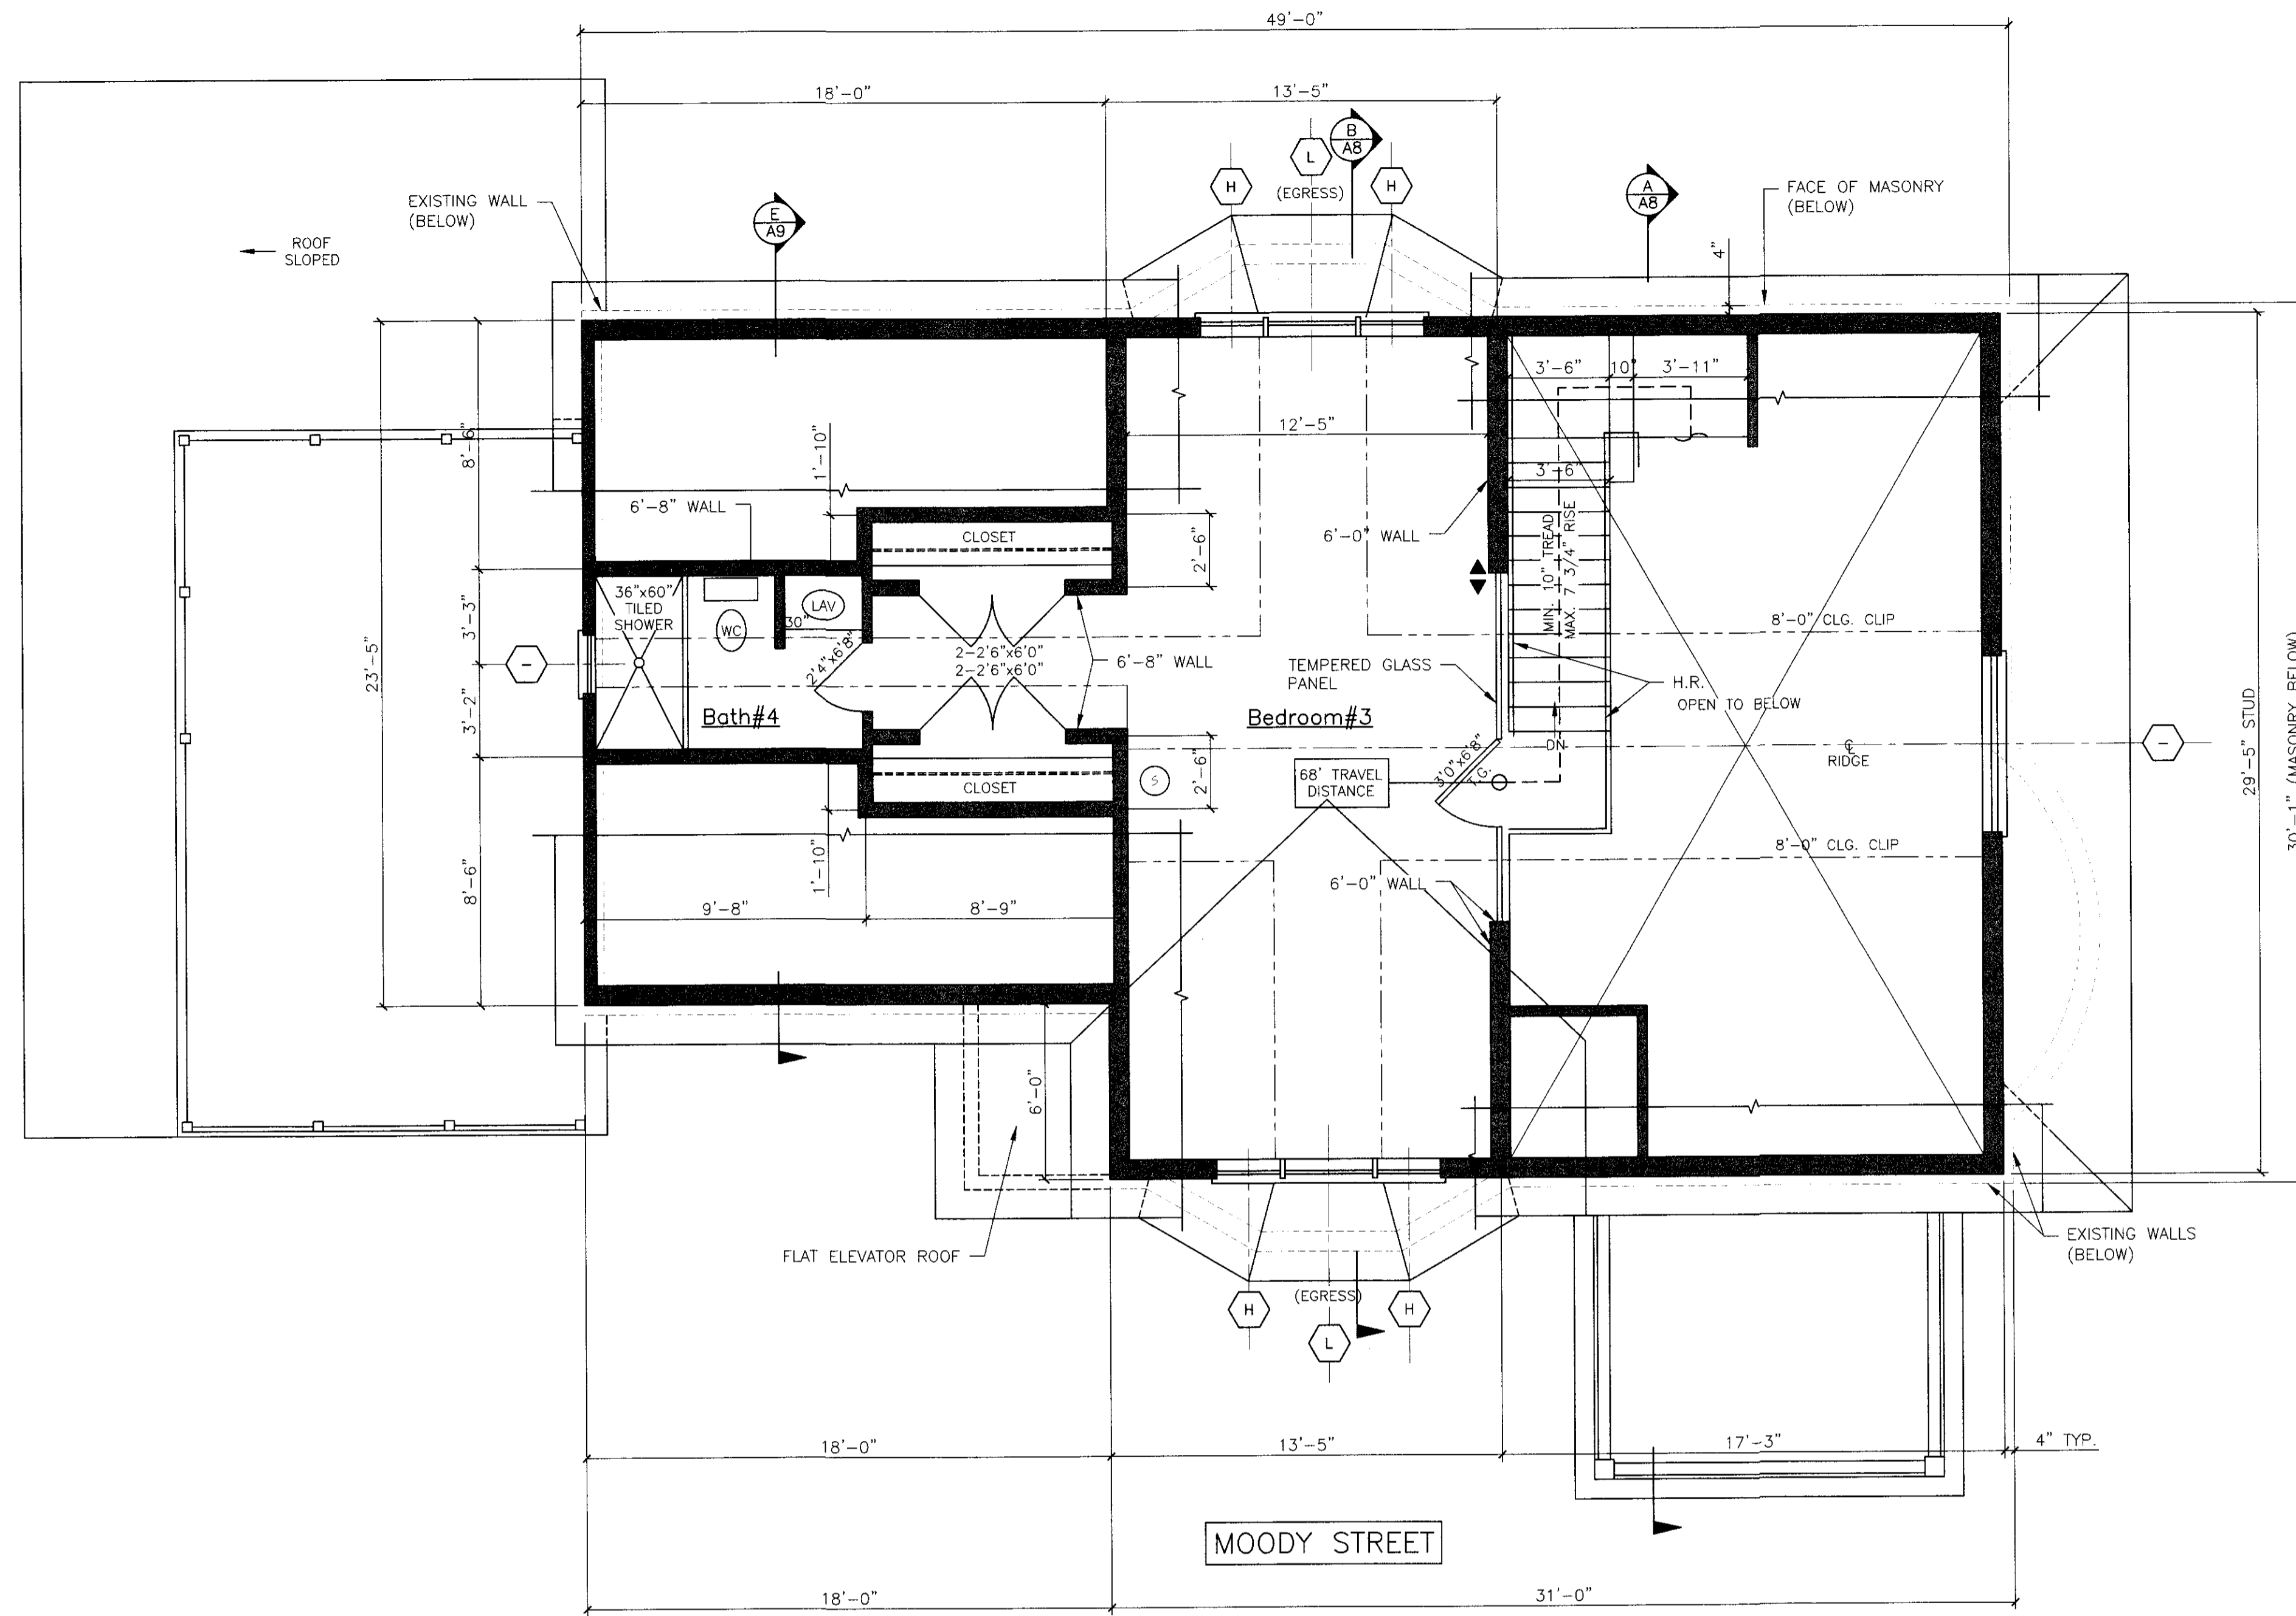 49'-0"
18'-0"
13'-5"
B
A8
L
H
H
(EGRESS)
A
A8
FACE OF MASONRY
(BELOW)
EXISTING WALL
(BELOW)
E
A9
ROOF
SLOPED
4"
3'-6"
10"
3'-11"
12'-5"
8'-6"
1'-10"
3'-6"
6'-8" WALL
CLOSET
6'-0" WALL
2'-6"
MIN. 10" TREAD
MAX. 7 3/4" RISE
36"x60"
TILED
SHOWER
LAV
WC
30"
3'-3"
2'4"x6'8"
2-2'6"x6'0"
2-2'6"x6'0"
6'-8" WALL
TEMPERED GLASS
PANEL
8'-0" CLG. CLIP
H.R.
OPEN TO BELOW
I
23'-5"
3'-2"
Bath#4
Bedroom#3
DN
℄
RIDGE
I
29'-5" STUD
30'-1" (MASONRY BELOW)
3'0"x6'8"
T.G.
68' TRAVEL
DISTANCE
S
2'-6"
CLOSET
8'-0" CLG. CLIP
1'-10"
8'-6"
6'-0" WALL
9'-8"
8'-9"
6'-0"
FLAT ELEVATOR ROOF
EXISTING WALLS
(BELOW)
(EGRESS)
H
H
L
18'-0"
13'-5"
17'-3"
4" TYP.
MOODY STREET
18'-0"
31'-0"